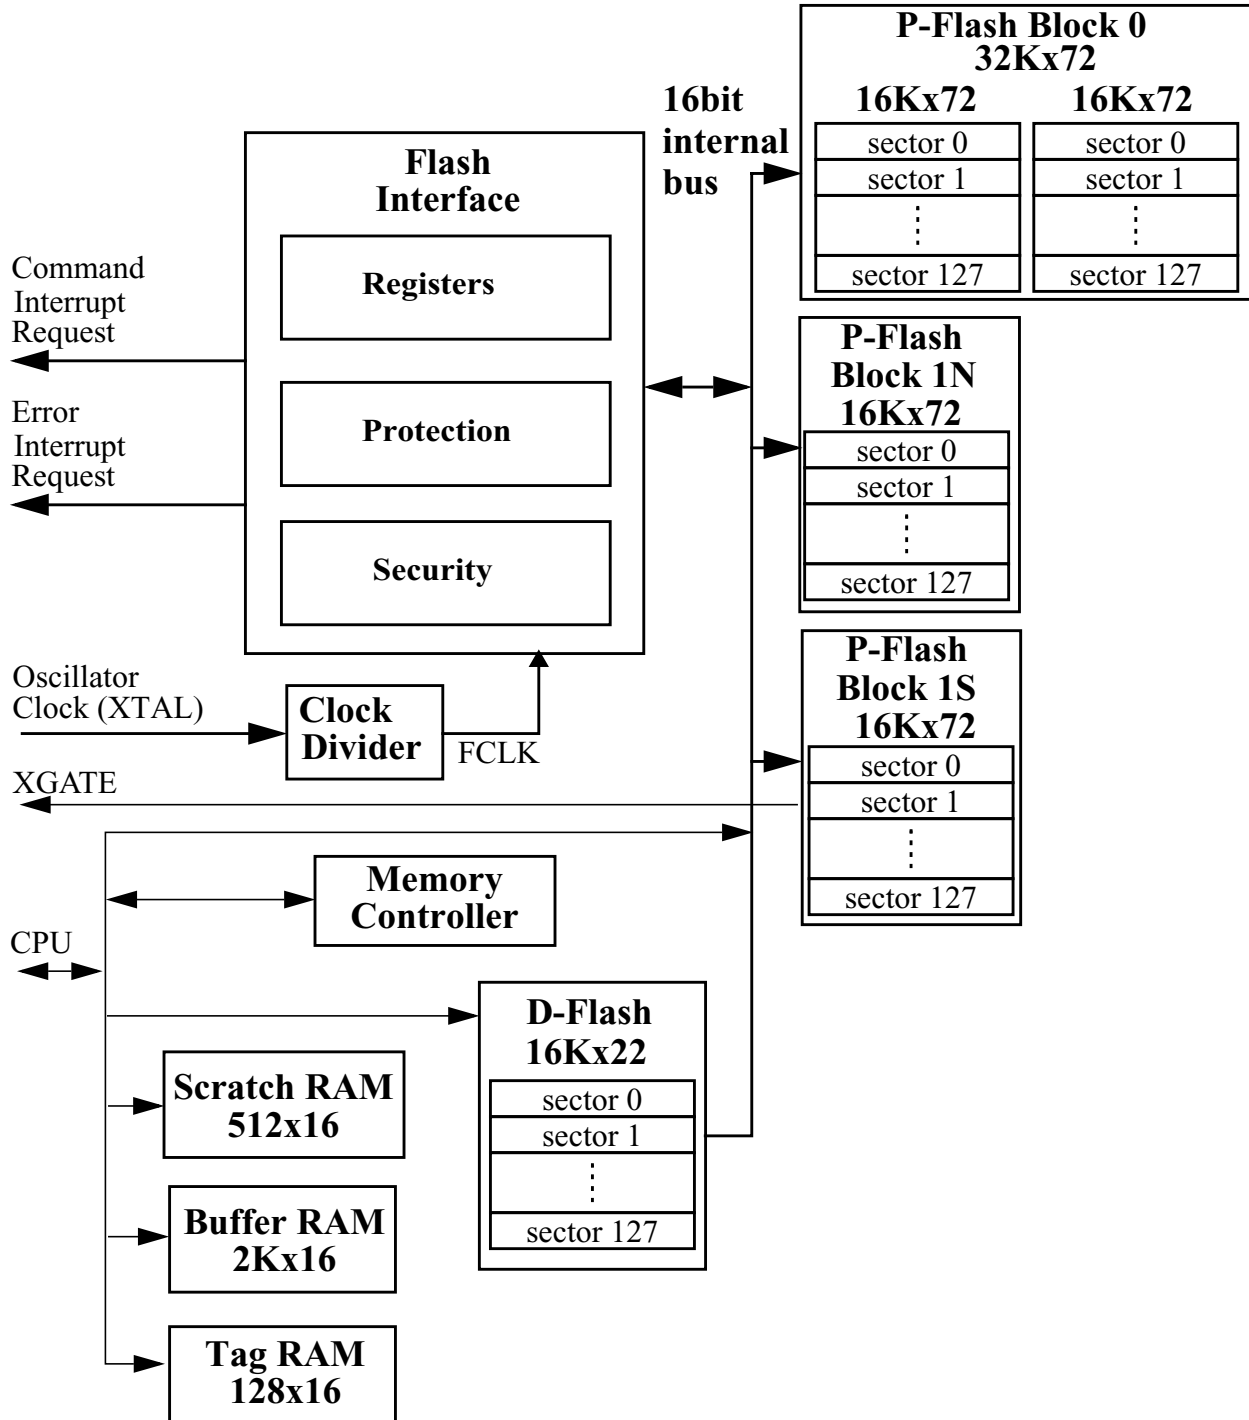 P-Flash Block 0
32Kx72
16Kx72
16Kx72
sector 0
sector 1
sector 127
sector 0
sector 1
sector 127
16bit
internal
bus
Flash
Interface
Registers
Protection
Security
Command
Interrupt
Request
Error
Interrupt
Request
P-Flash
Block 1N
16Kx72
sector 0
sector 1
sector 127
Oscillator
Clock (XTAL)
Clock
Divider
FCLK
P-Flash
Block 1S
16Kx72
sector 0
sector 1
sector 127
XGATE
Memory
Controller
CPU
D-Flash
16Kx22
sector 0
sector 1
sector 127
Scratch RAM
512x16
Buffer RAM
2Kx16
Tag RAM
128x16